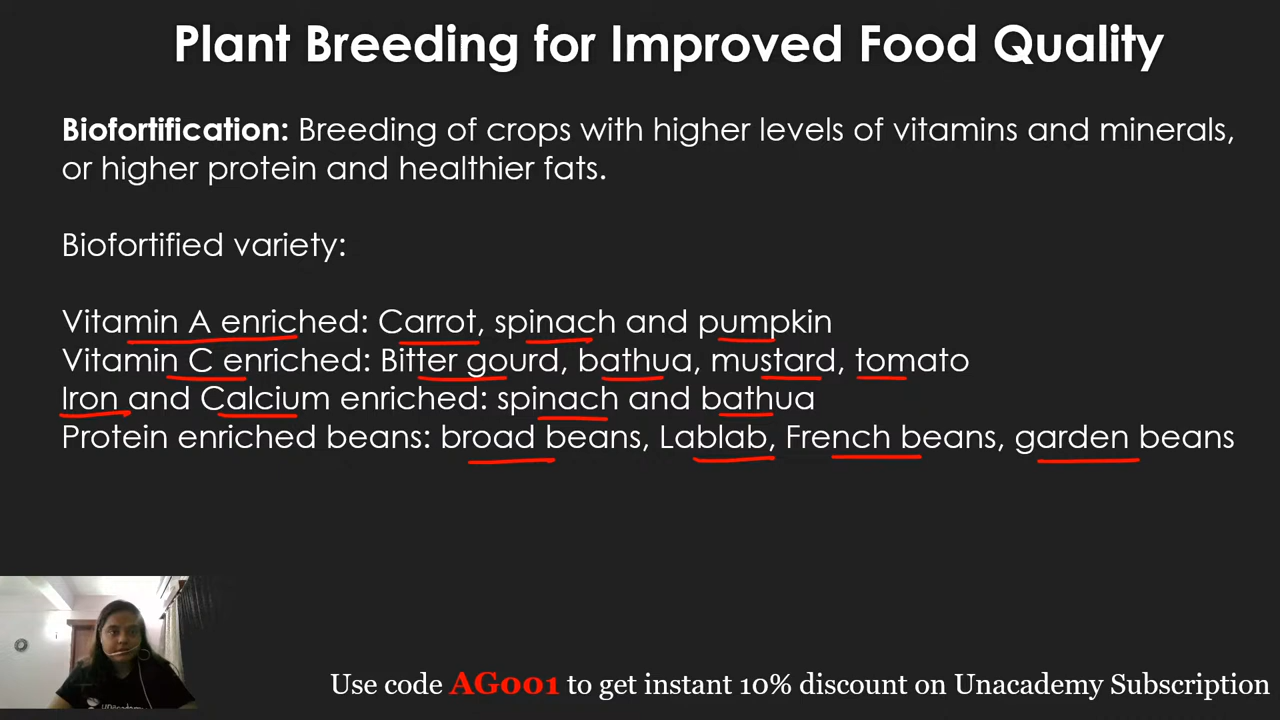 Plant Breeding for Improved Food Quality
Biofortification: Breeding of crops with higher levels of vitamins and minerals,
or higher protein and healthier fats.
Biofortified variety:
Vitamin A enriched: Carrot, spinach and pumpkin
Vitamin C enriched: Bitter gourd, bathua, mustard, tomato
Iron and Calcium enriched: spinach and bathua
Protein enriched beans: broad beans, Lablab, French beans, garden beans
Use code AG001 to get instant 10% discount on Unacademy Subscription